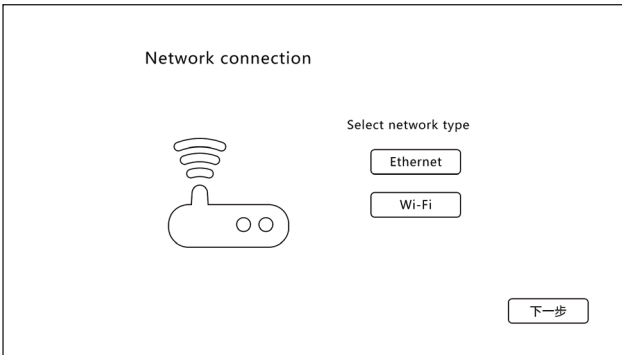 Network connection
Select network type
Ethernet
Wi-Fi
下一步